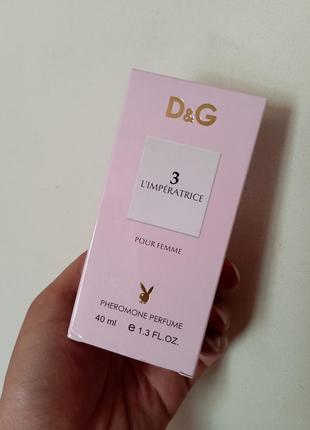 D&G
3
L'IMPÉRATRICE
POUR FEMME
PHEROMONE PERFUME
40 ml e 1.3 FL.OZ.